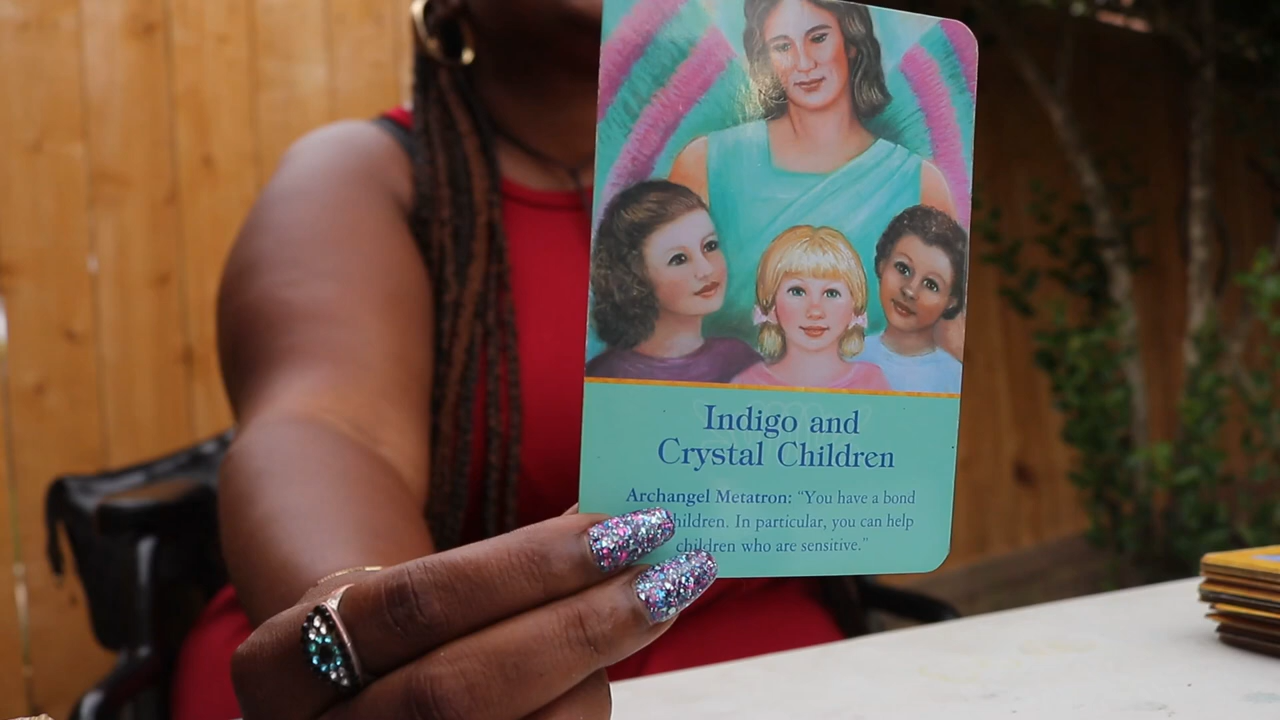 Indigo and
Crystal Children
Archangel Metatron: "You have a bond
children. In particular, you can help
children who are sensitive."